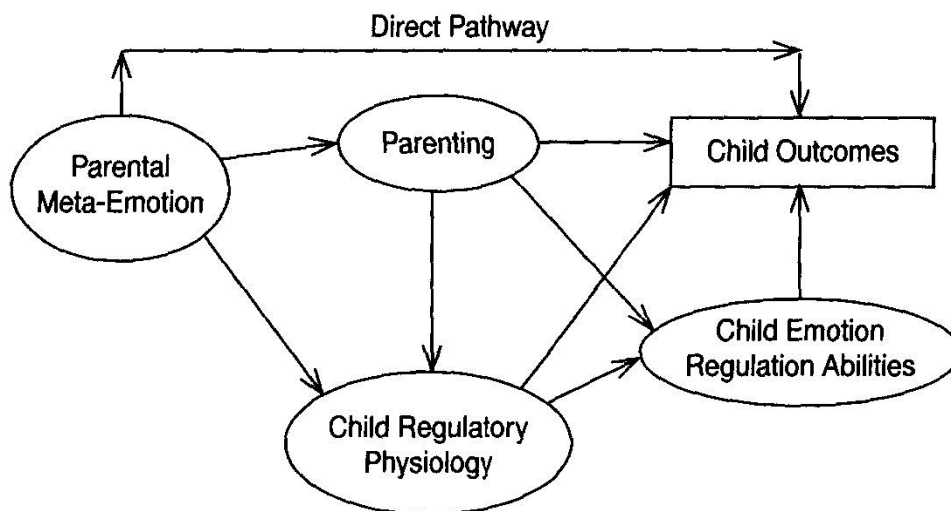 Direct Pathway
Parental
Meta-Emotion
Parenting
Child Outcomes
Child Emotion
Regulation Abilities
Child Regulatory
Physiology